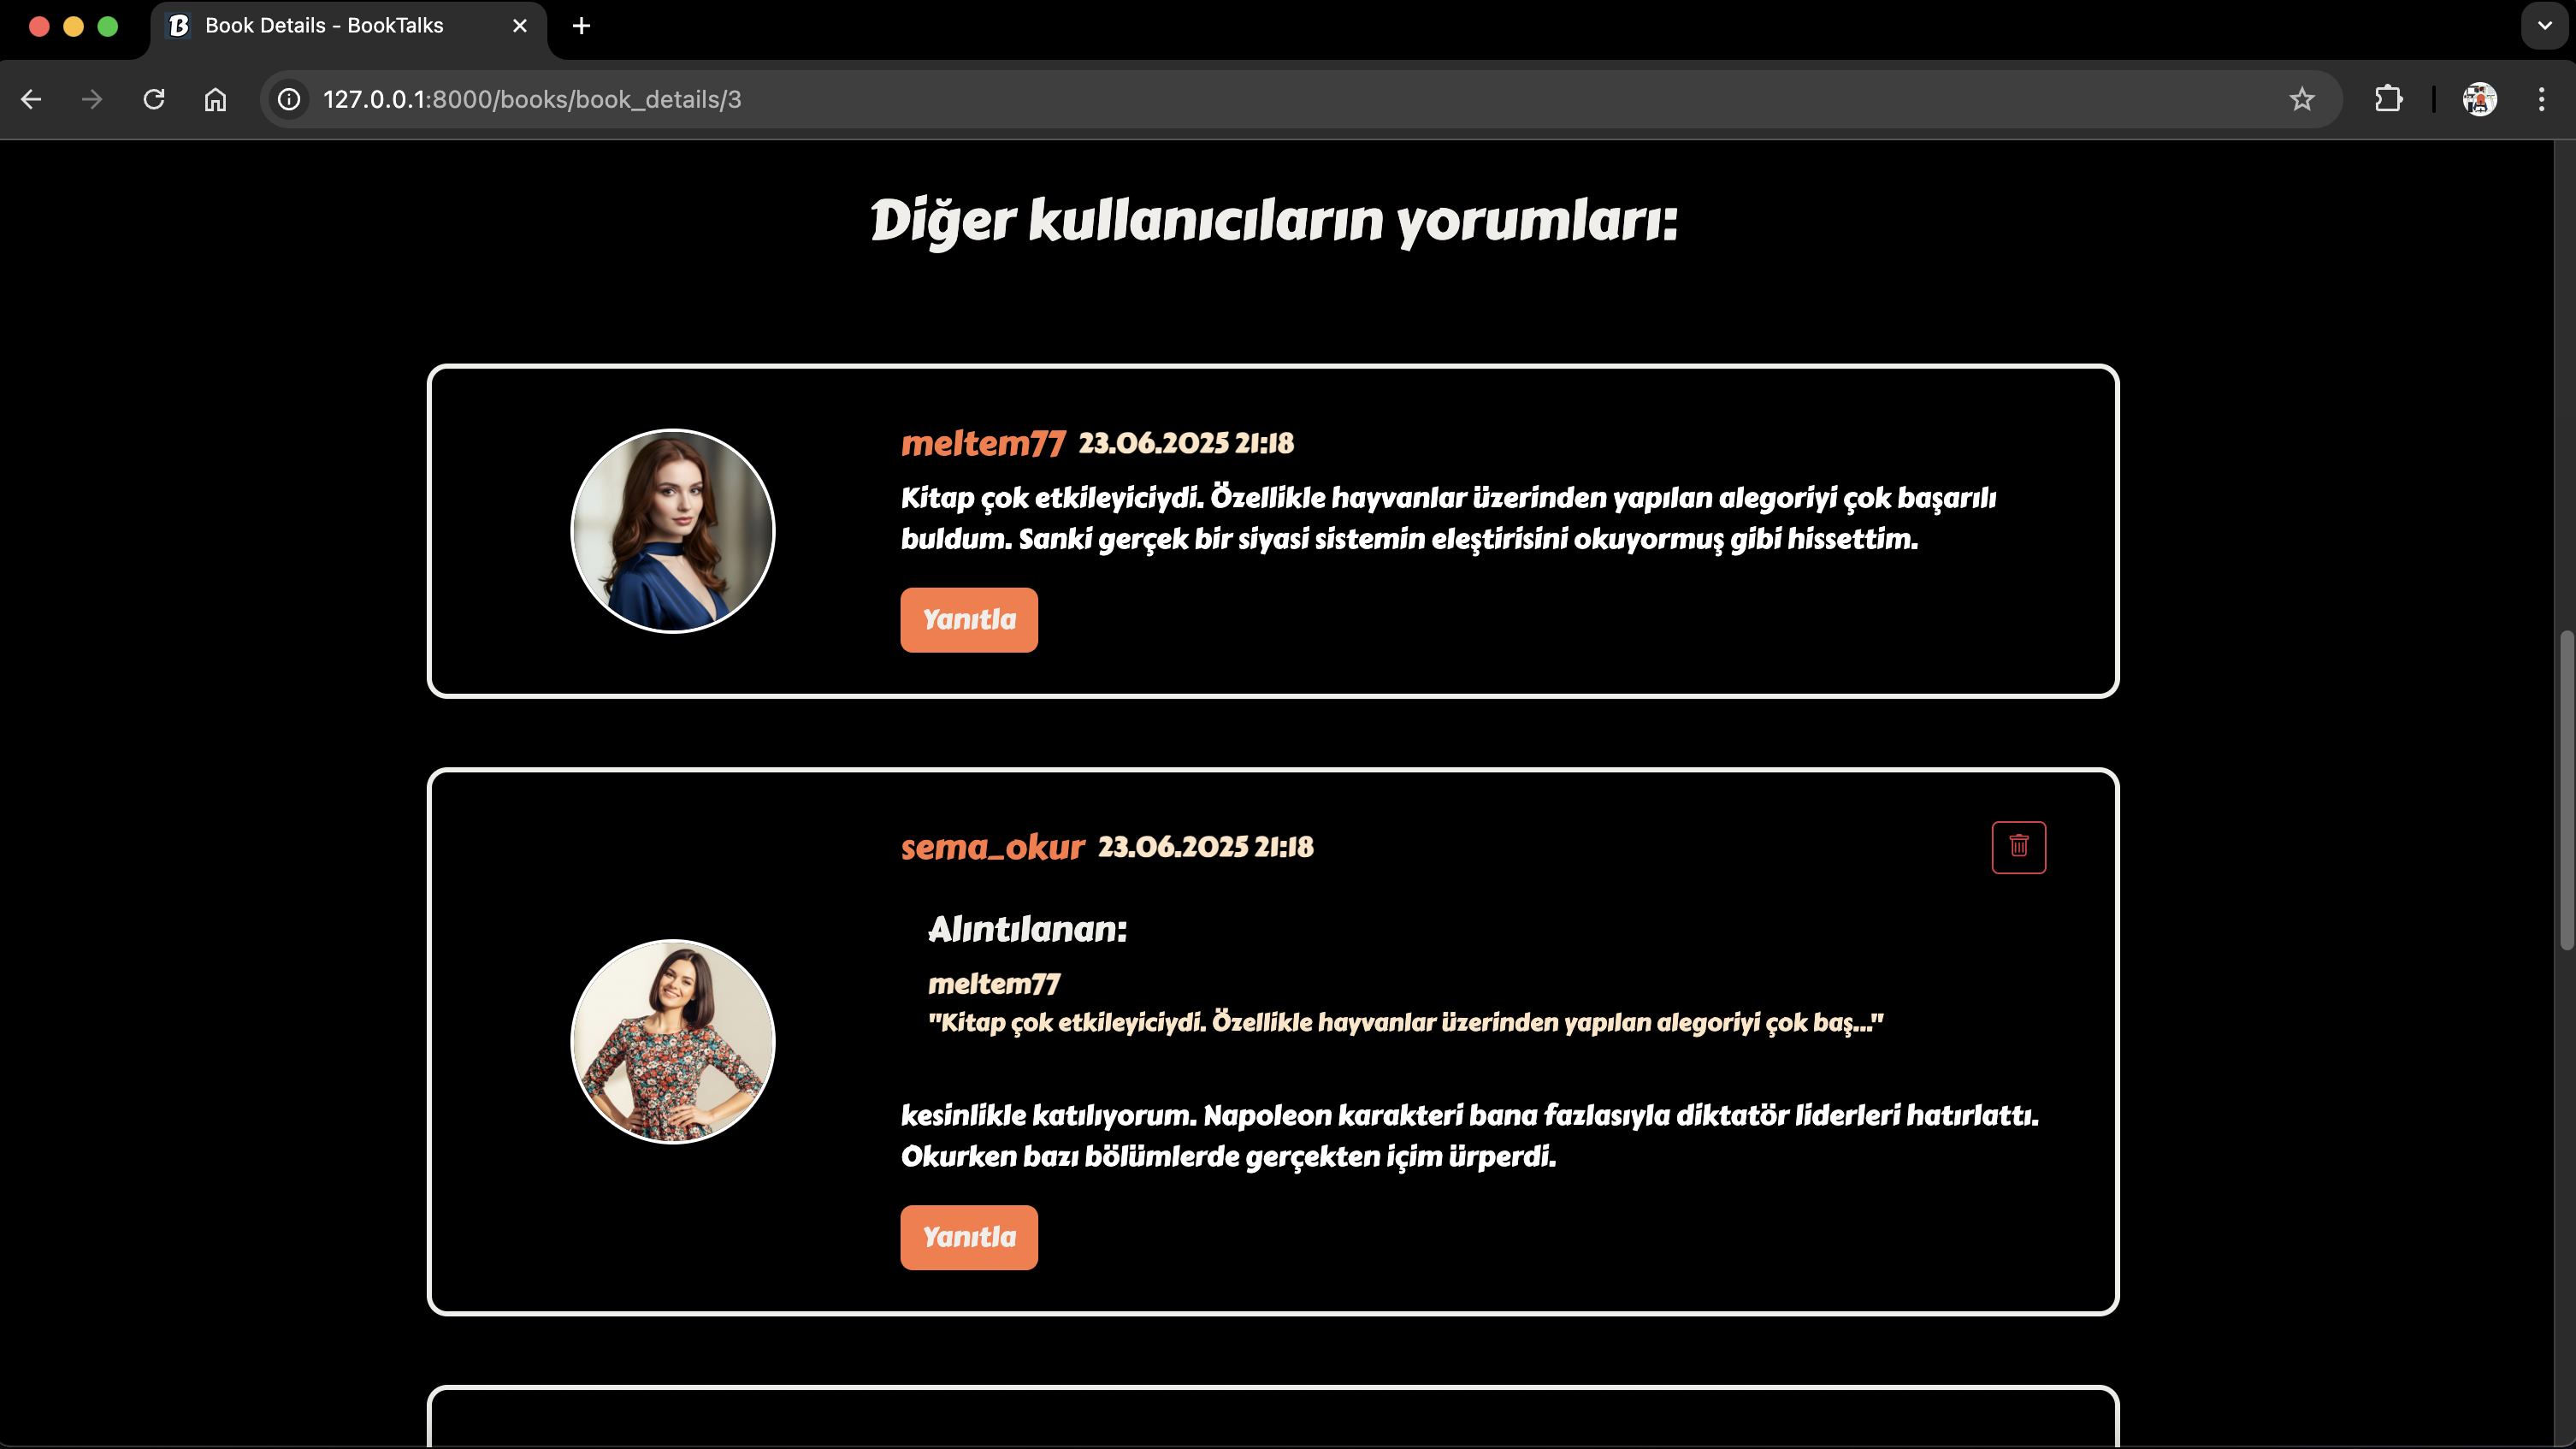 Book Details - BookTalks
127.0.0.1:8000/books/book_details/3
Diğer kullanıcıların yorumları:
meltem77 23.06.2025 21:18
Kitap çok etkileyiciydi. Özellikle hayvanlar üzerinden yapılan alegoriyi çok başarılı
buldum. Sanki gerçek bir siyasi sistemin eleştirisini okuyormuş gibi hissettim.
Yanıtla
sema_okur 23.06.2025 21:18
Alıntılanan:
meltem77
"Kitap çok etkileyiciydi. Özellikle hayvanlar üzerinden yapılan alegoriyi çok baş..."
kesinlikle katılıyorum. Napoleon karakteri bana fazlasıyla diktatör liderleri hatırlattı.
Okurken bazı bölümlerde gerçekten içim ürperdi.
Yanıtla